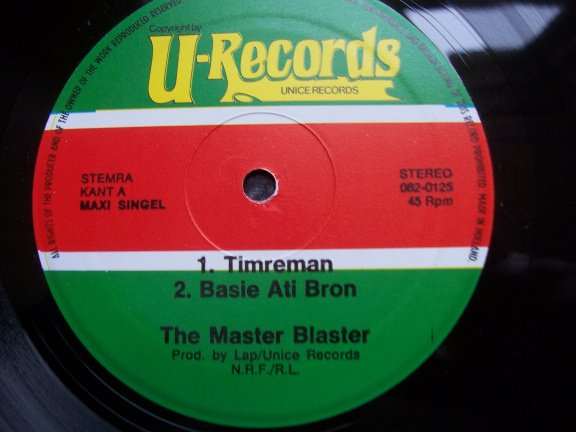 Copyright by
U-Records
UNICE RECORDS
STEMRA
KANT A
MAXI SINGEL
STEREO
082-0125
45 Rpm
1. Timreman
2. Basie Ati Bron
The Master Blaster
Prod. by Lap/Unice Records
N.R.F./R.L.
ALL RIGHTS OF THE PRODUCER AND OF THE OWNER OF THE WORK REPRODUCED RESERVED.
RECORD PROHIBITED. MADE IN HOLLAND.